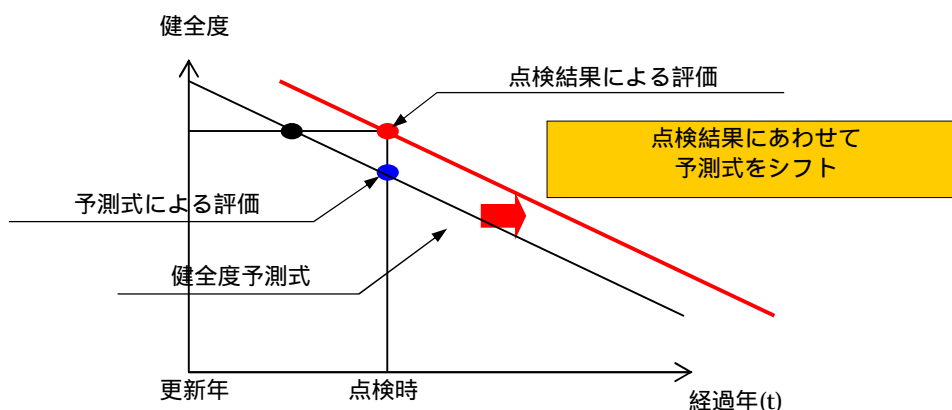 健全度
点検結果による評価
点検結果にあわせて
予測式をシフト
予測式による評価
健全度予測式
更新年
点検時
経過年(t)